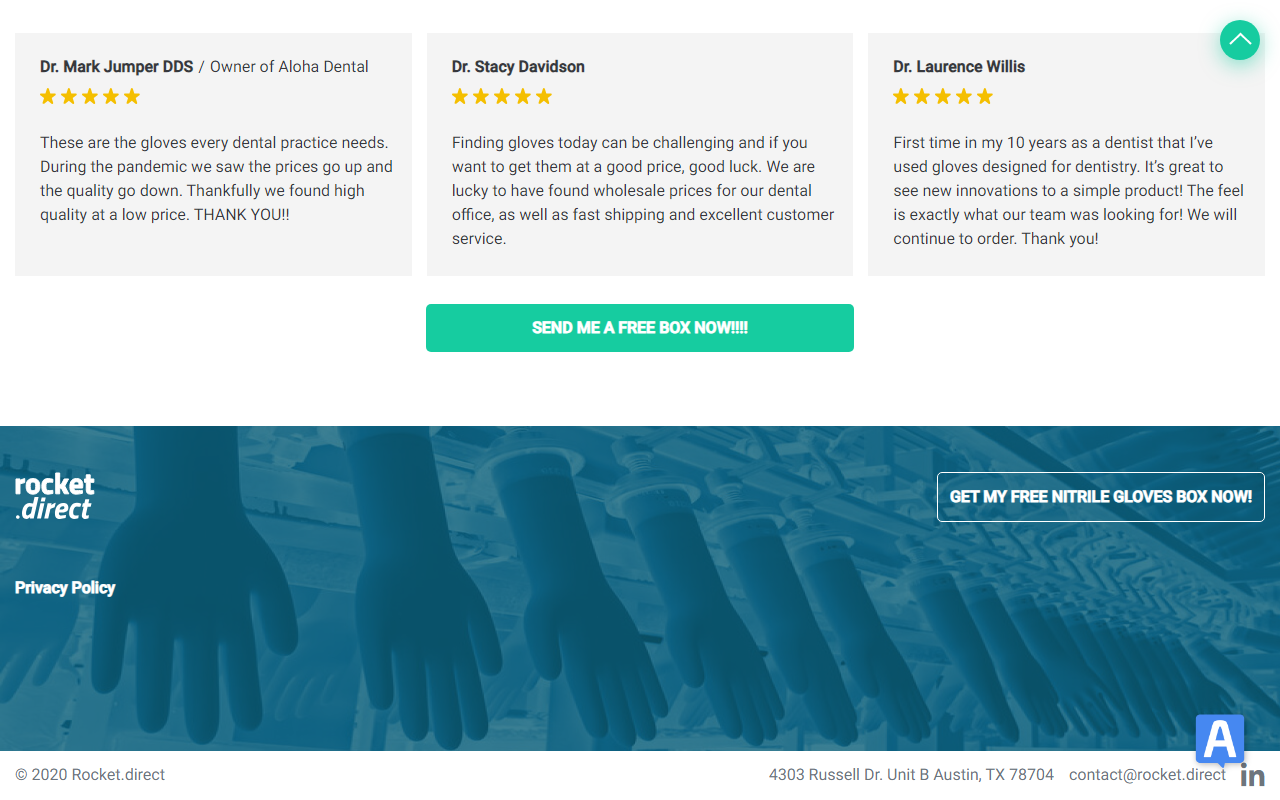 Dr. Mark Jumper DDS / Owner of Aloha Dental
These are the gloves every dental practice needs.
During the pandemic we saw the prices go up and
the quality go down. Thankfully we found high
quality at a low price. THANK YOU!!
Dr. Stacy Davidson
Finding gloves today can be challenging and if you
want to get them at a good price, good luck. We are
lucky to have found wholesale prices for our dental
office, as well as fast shipping and excellent customer
service.
Dr. Laurence Willis
First time in my 10 years as a dentist that I’ve
used gloves designed for dentistry. It’s great to
see new innovations to a simple product! The feel
is exactly what our team was looking for! We will
continue to order. Thank you!
SEND ME A FREE BOX NOW!!!!
rocket
.direct
GET MY FREE NITRILE GLOVES BOX NOW!
Privacy Policy
A
© 2020 Rocket.direct
4303 Russell Dr. Unit B Austin, TX 78704
contact@rocket.direct
in